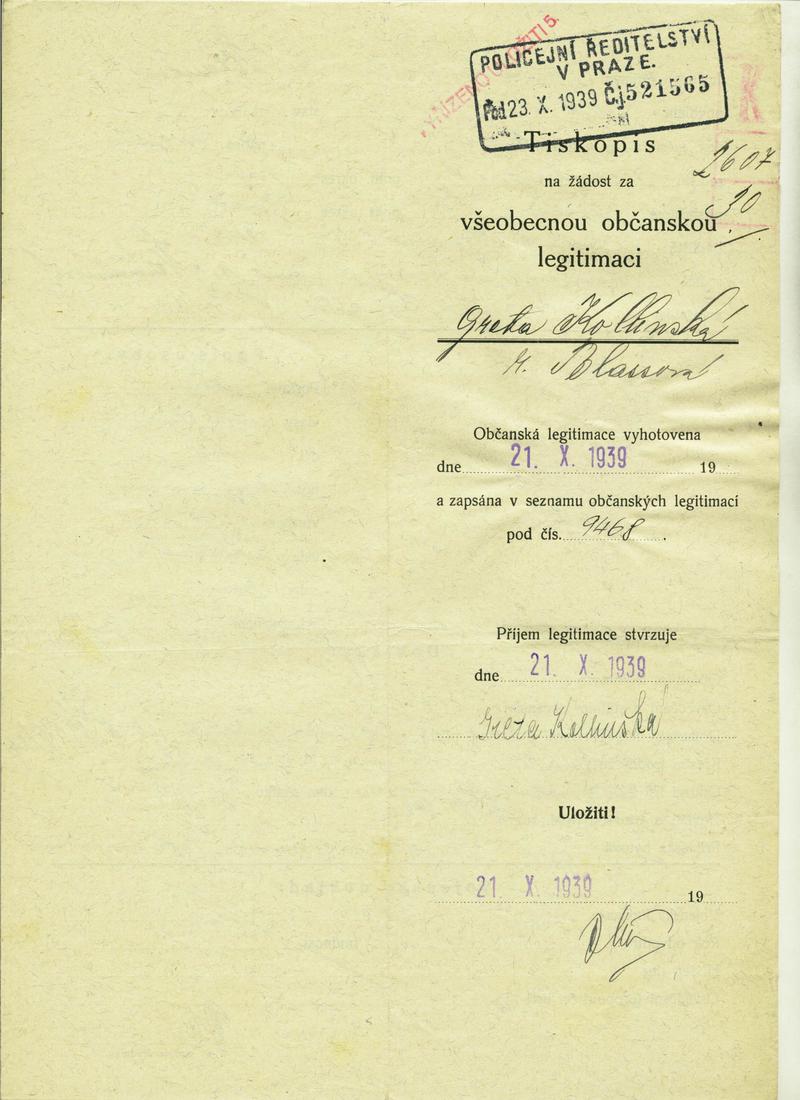 POLICEJNÍ ŘEDITELSTVÍ
V PRAZE.
Pod 23. X. 1939 Čj 521565
Tiskopis
2607
na žádost za
30
všeobecnou občanskou
legitimaci
Greta Kollinská
r. Blassová
Občanská legitimace vyhotovena
dne 21. X. 1939 19
a zapsána v seznamu občanských legitimací
pod čís. 9468.
Příjem legitimace stvrzuje
dne 21. X. 1939
Greta Kollinská
Uložiti!
21 X 1939 19